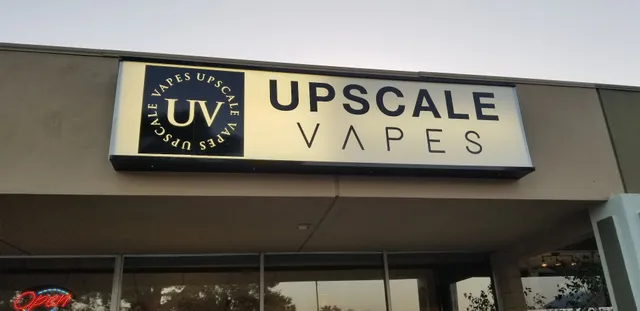 VAPES UPSCALE VAPES UPSCALE
UV
UPSCALE
VAPES
Open